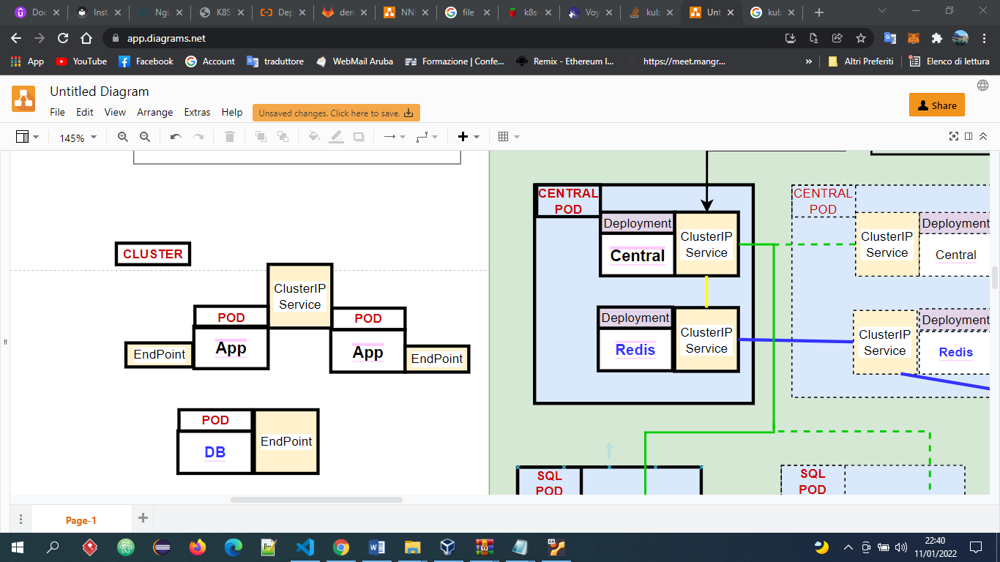 Doc
Inst
Ngi
K8S
Dep
den
NNI
file
k8s-
Voy
kub
Unt
kub
app.diagrams.net
App
YouTube
Facebook
Account
traduttore
WebMail Aruba
Formazione | Confe...
Remix - Ethereum I...
https://meet.mangr...
»
Altri Preferiti
Elenco di lettura
Untitled Diagram
File
Edit
View
Arrange
Extras
Help
Unsaved changes. Click here to save.
Share
145%
CLUSTER
ClusterIP
Service
POD
POD
App
App
EndPoint
EndPoint
POD
DB
EndPoint
CENTRAL
POD
Deployment
Central
ClusterIP
Service
Deployment
Redis
ClusterIP
Service
CENTRAL
POD
ClusterIP
Service
Deployment
Central
ClusterIP
Service
Deployment
Redis
SQL
POD
SQL
POD
Page-1
22:40
11/01/2022